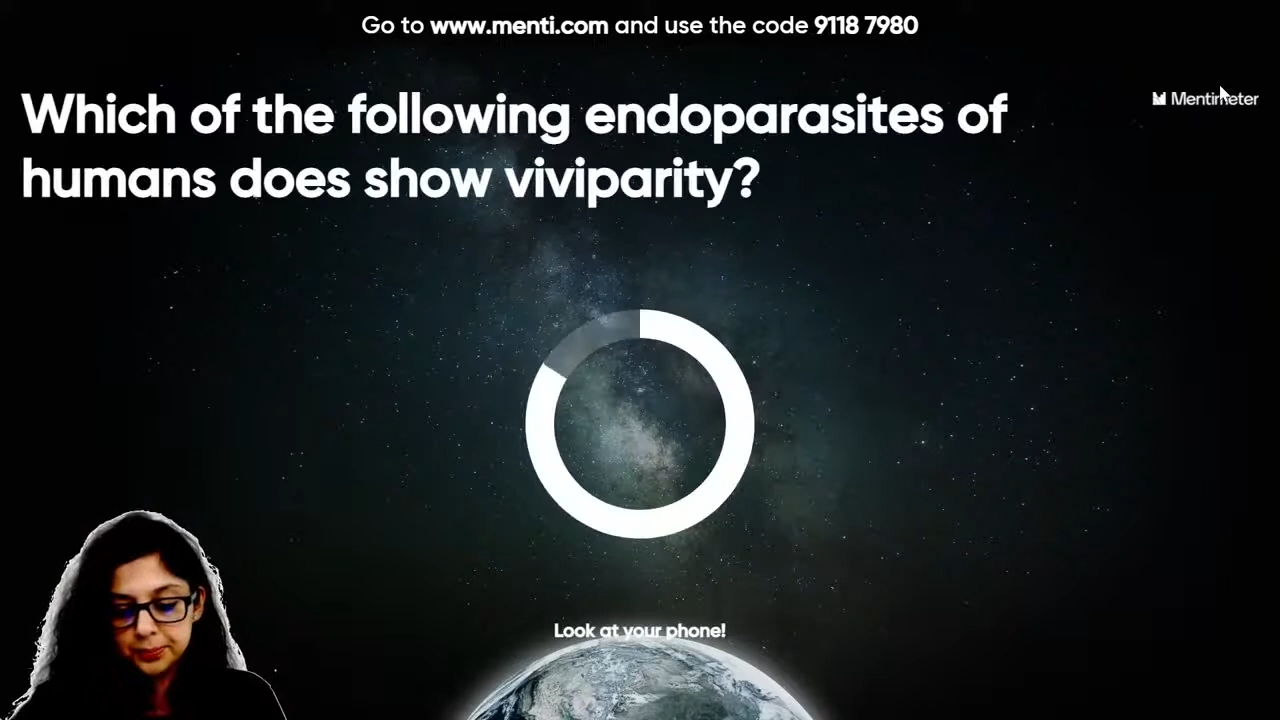 Go to www.menti.com and use the code 9118 7980
Which of the following endoparasites of
humans does show viviparity?
Mentimeter
Look at your phone!